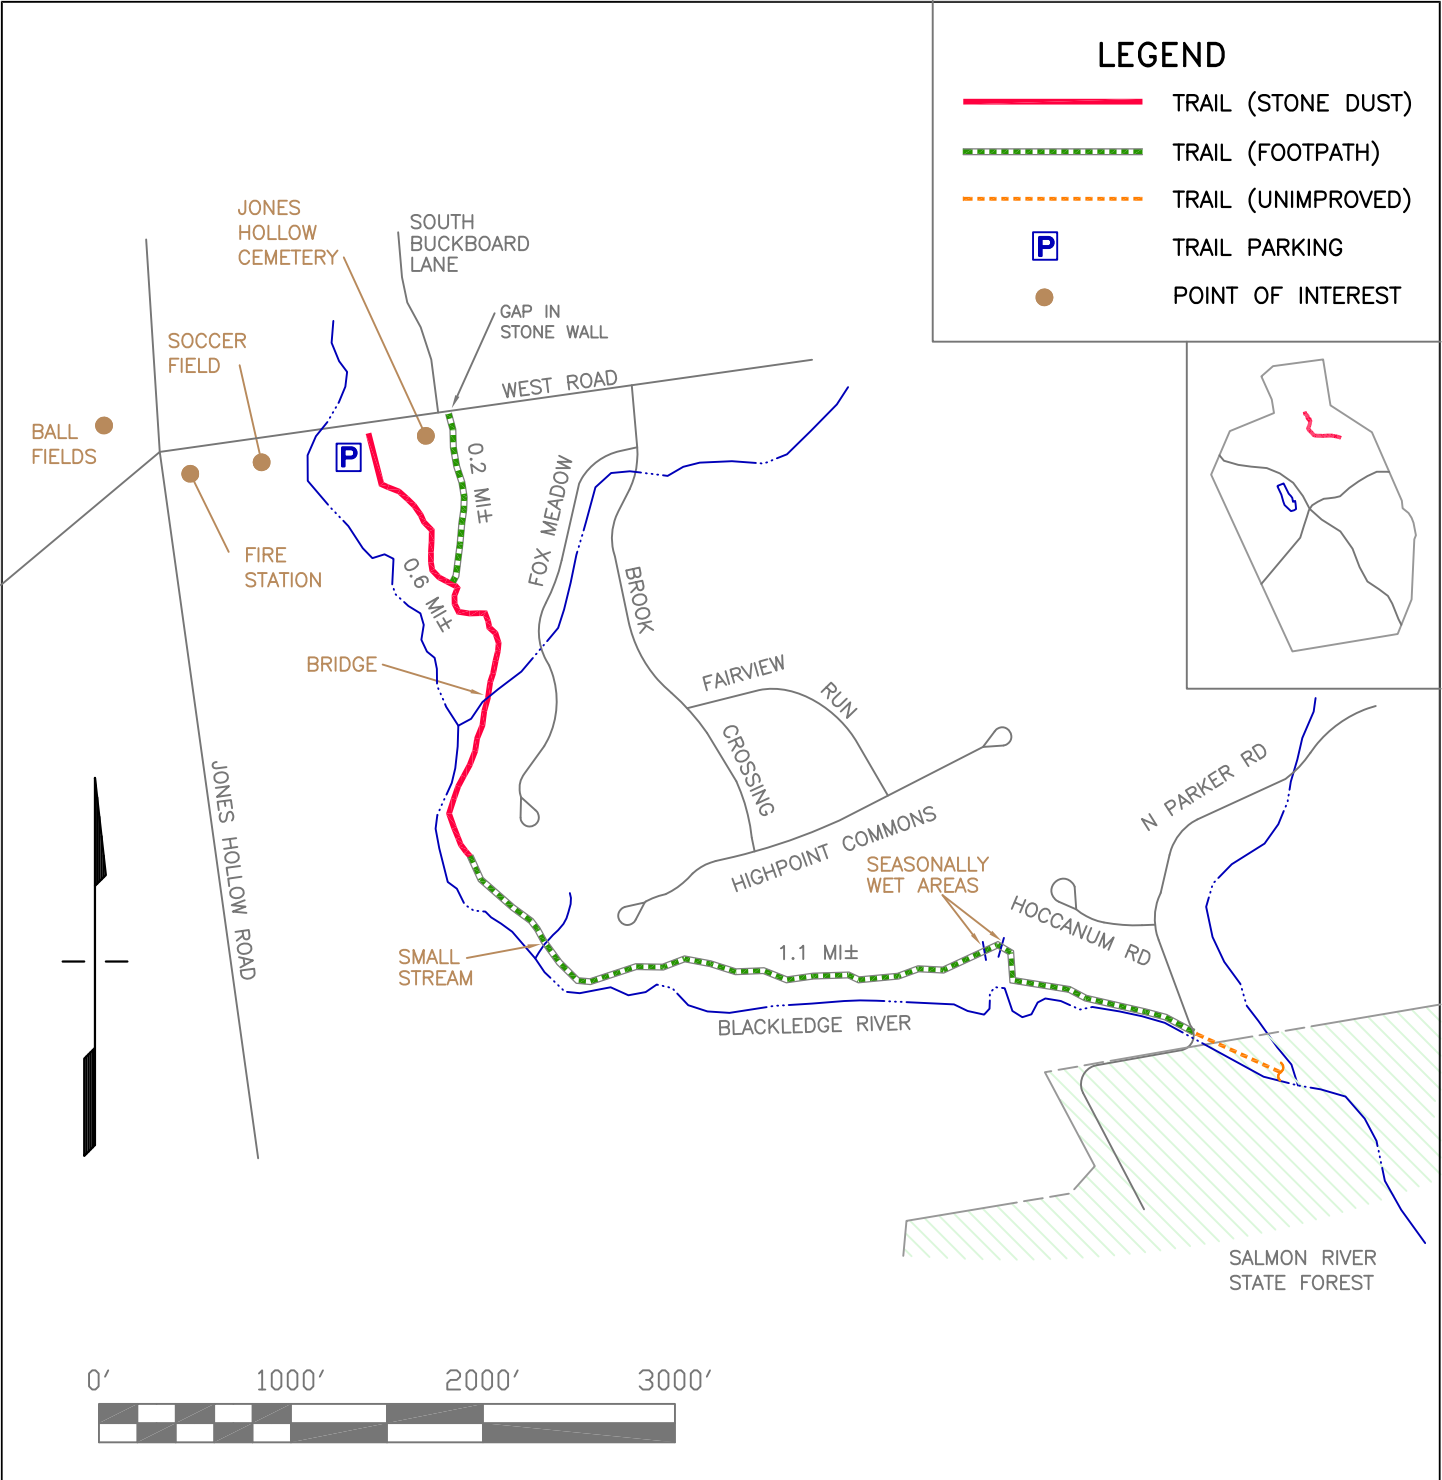 LEGEND
TRAIL (STONE DUST)
TRAIL (FOOTPATH)
TRAIL (UNIMPROVED)
P
TRAIL PARKING
POINT OF INTEREST
JONES
HOLLOW
CEMETERY
SOUTH
BUCKBOARD
LANE
GAP IN
STONE WALL
SOCCER
FIELD
WEST ROAD
BALL
FIELDS
P
0.2 MI±
FOX MEADOW
FIRE
STATION
0.6 MI±
BROOK
BRIDGE
FAIRVIEW
RUN
CROSSING
JONES HOLLOW ROAD
N PARKER RD
HIGHPOINT COMMONS
SEASONALLY
WET AREAS
HOCCANUM RD
SMALL
STREAM
1.1 MI±
BLACKLEDGE RIVER
SALMON RIVER
STATE FOREST
0' 1000' 2000' 3000'